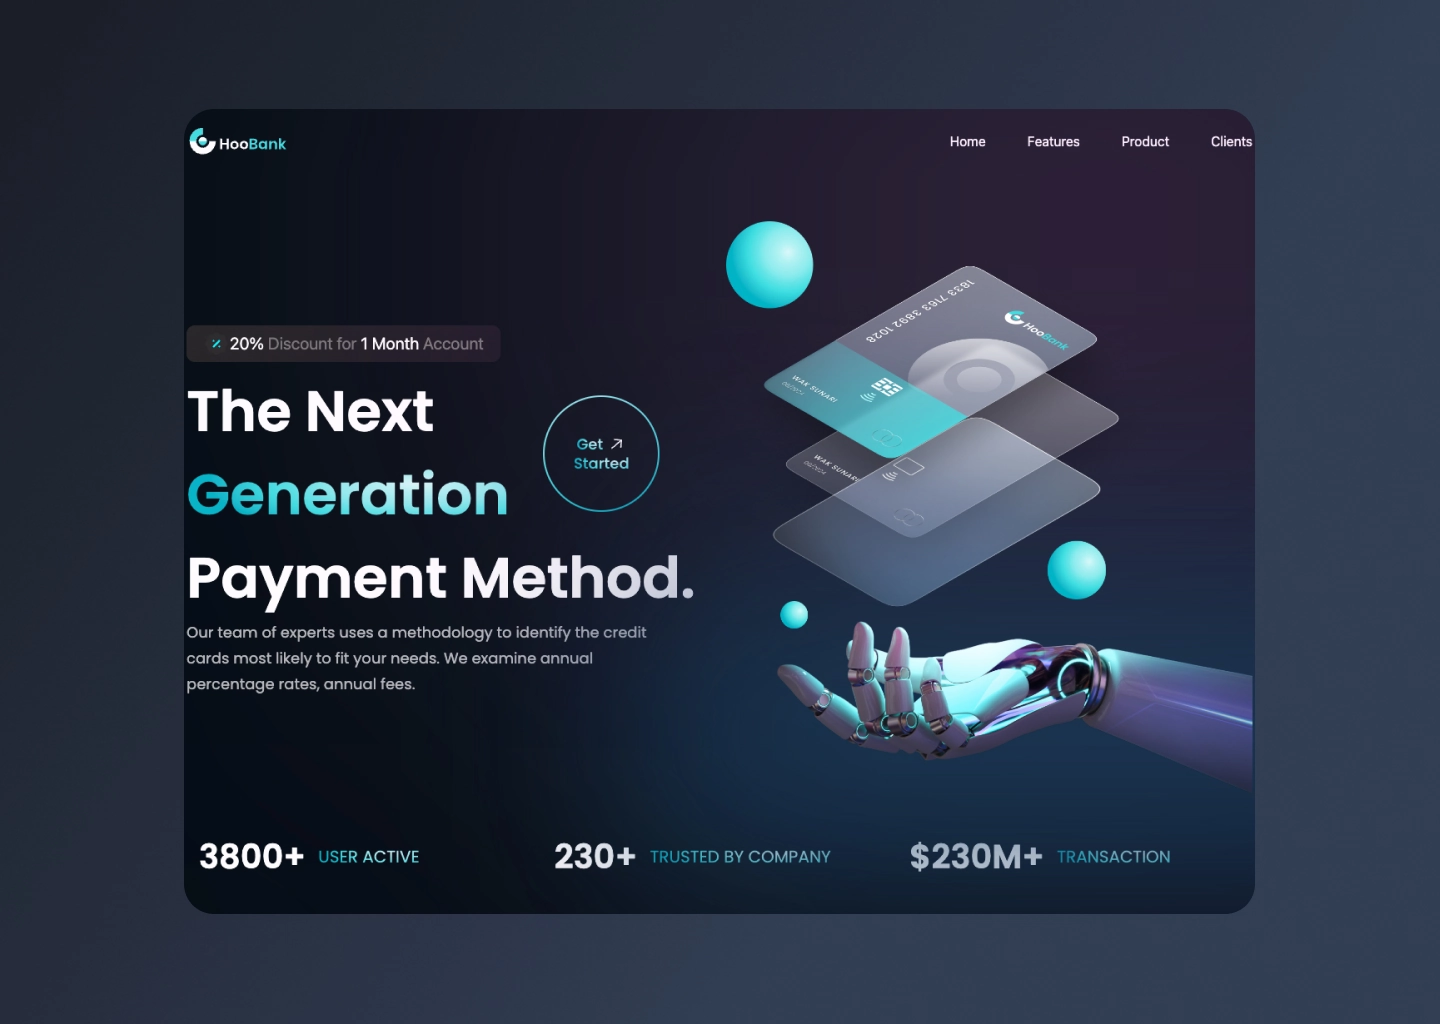 HooBank
Home Features Product Clients
20% Discount for 1 Month Account
The Next
Generation
Payment Method.
Get
Started
Our team of experts uses a methodology to identify the credit
cards most likely to fit your needs. We examine annual
percentage rates, annual fees.
1833 7163 3892 1028
HooBank
WAK SUNARI
WAK SUNARI
3800+ USER ACTIVE
230+ TRUSTED BY COMPANY
$230M+ TRANSACTION